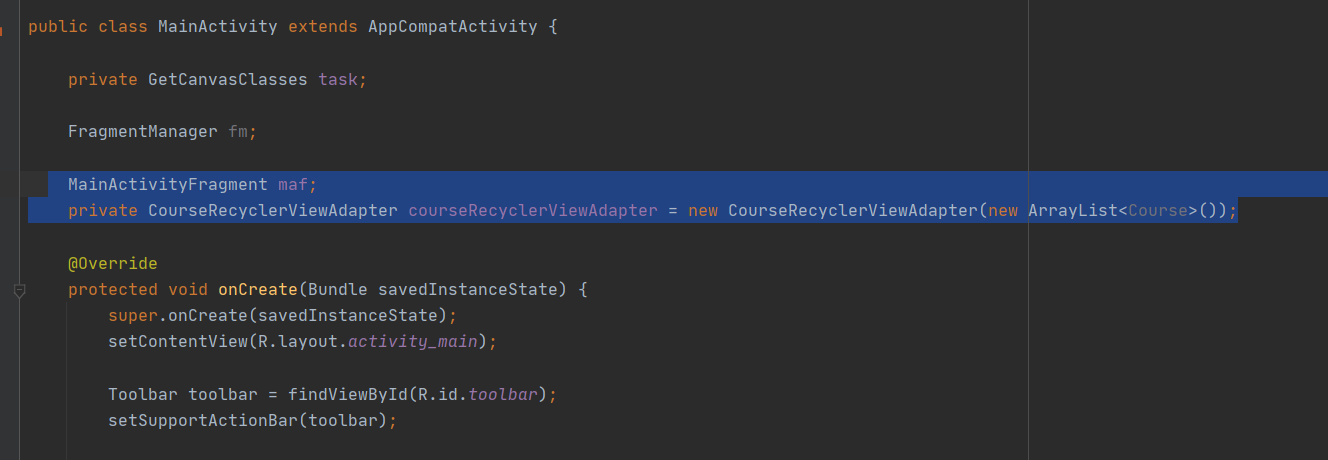 public class MainActivity extends AppCompatActivity {
private GetCanvasClasses task;
FragmentManager fm;
MainActivityFragment maf;
private CourseRecyclerViewAdapter courseRecyclerViewAdapter = new CourseRecyclerViewAdapter(new ArrayList<Course>());
@Override
protected void onCreate(Bundle savedInstanceState) {
super.onCreate(savedInstanceState);
setContentView(R.layout.activity_main);
Toolbar toolbar = findViewById(R.id.toolbar);
setSupportActionBar(toolbar);